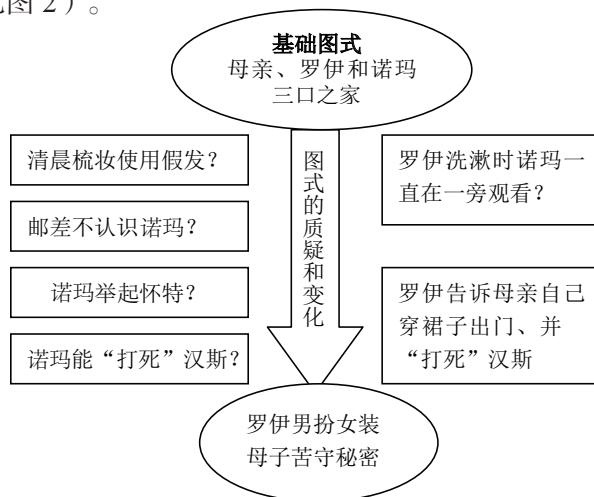 见图 2）。
基础图式
母亲、罗伊和诺玛
三口之家
清晨梳妆使用假发？
邮差不认识诺玛？
诺玛举起怀特？
诺玛能“打死”汉斯？
图式的质疑和变化
罗伊洗漱时诺玛一
直在一旁观看？
罗伊告诉母亲自己
穿裙子出门、并
“打死”汉斯
罗伊男扮女装
母子苦守秘密